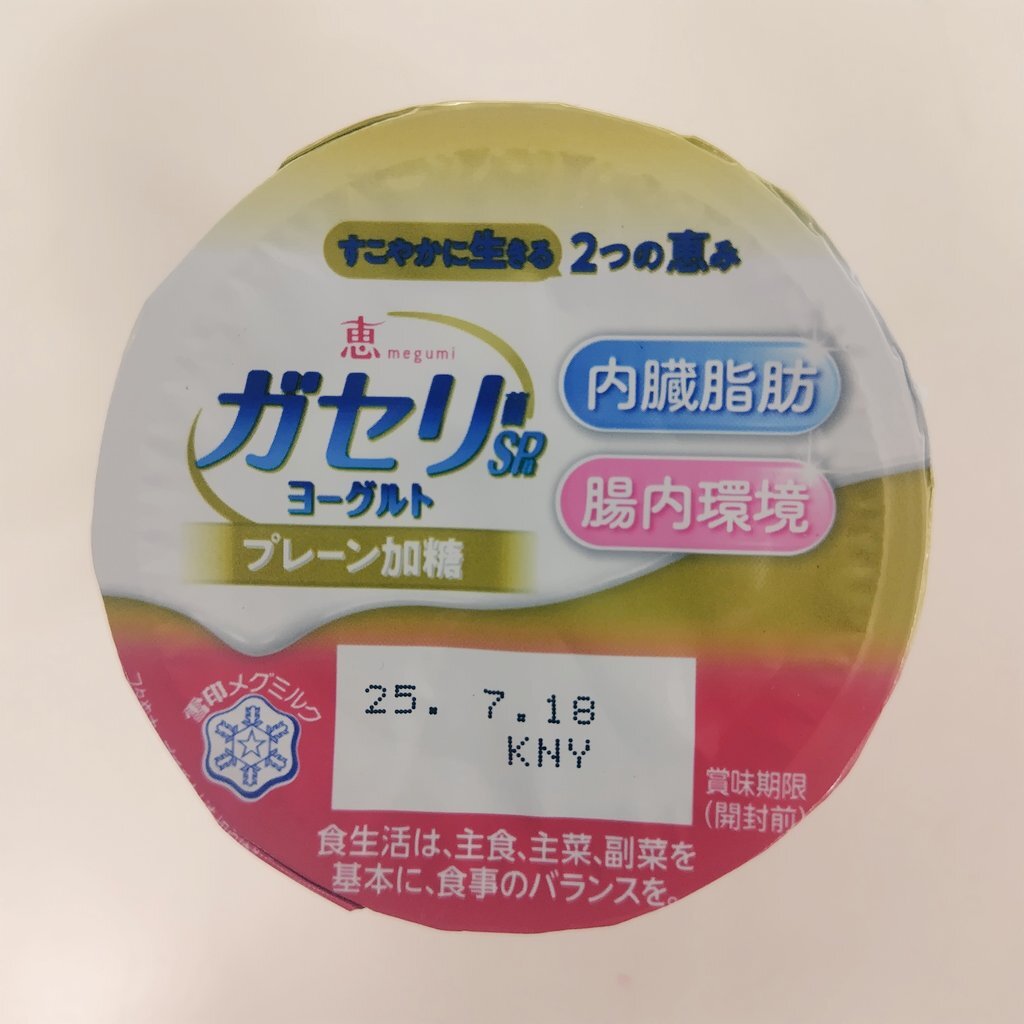 すこやかに生きる 2つの恵み
恵 megumi
ガセリ菌SP株
ヨーグルト
プレーン加糖
内臓脂肪
腸内環境
雪印メグミルク
25. 7.18
KNY
賞味期限
(開封前)
食生活は、主食、主菜、副菜を
基本に、食事のバランスを。